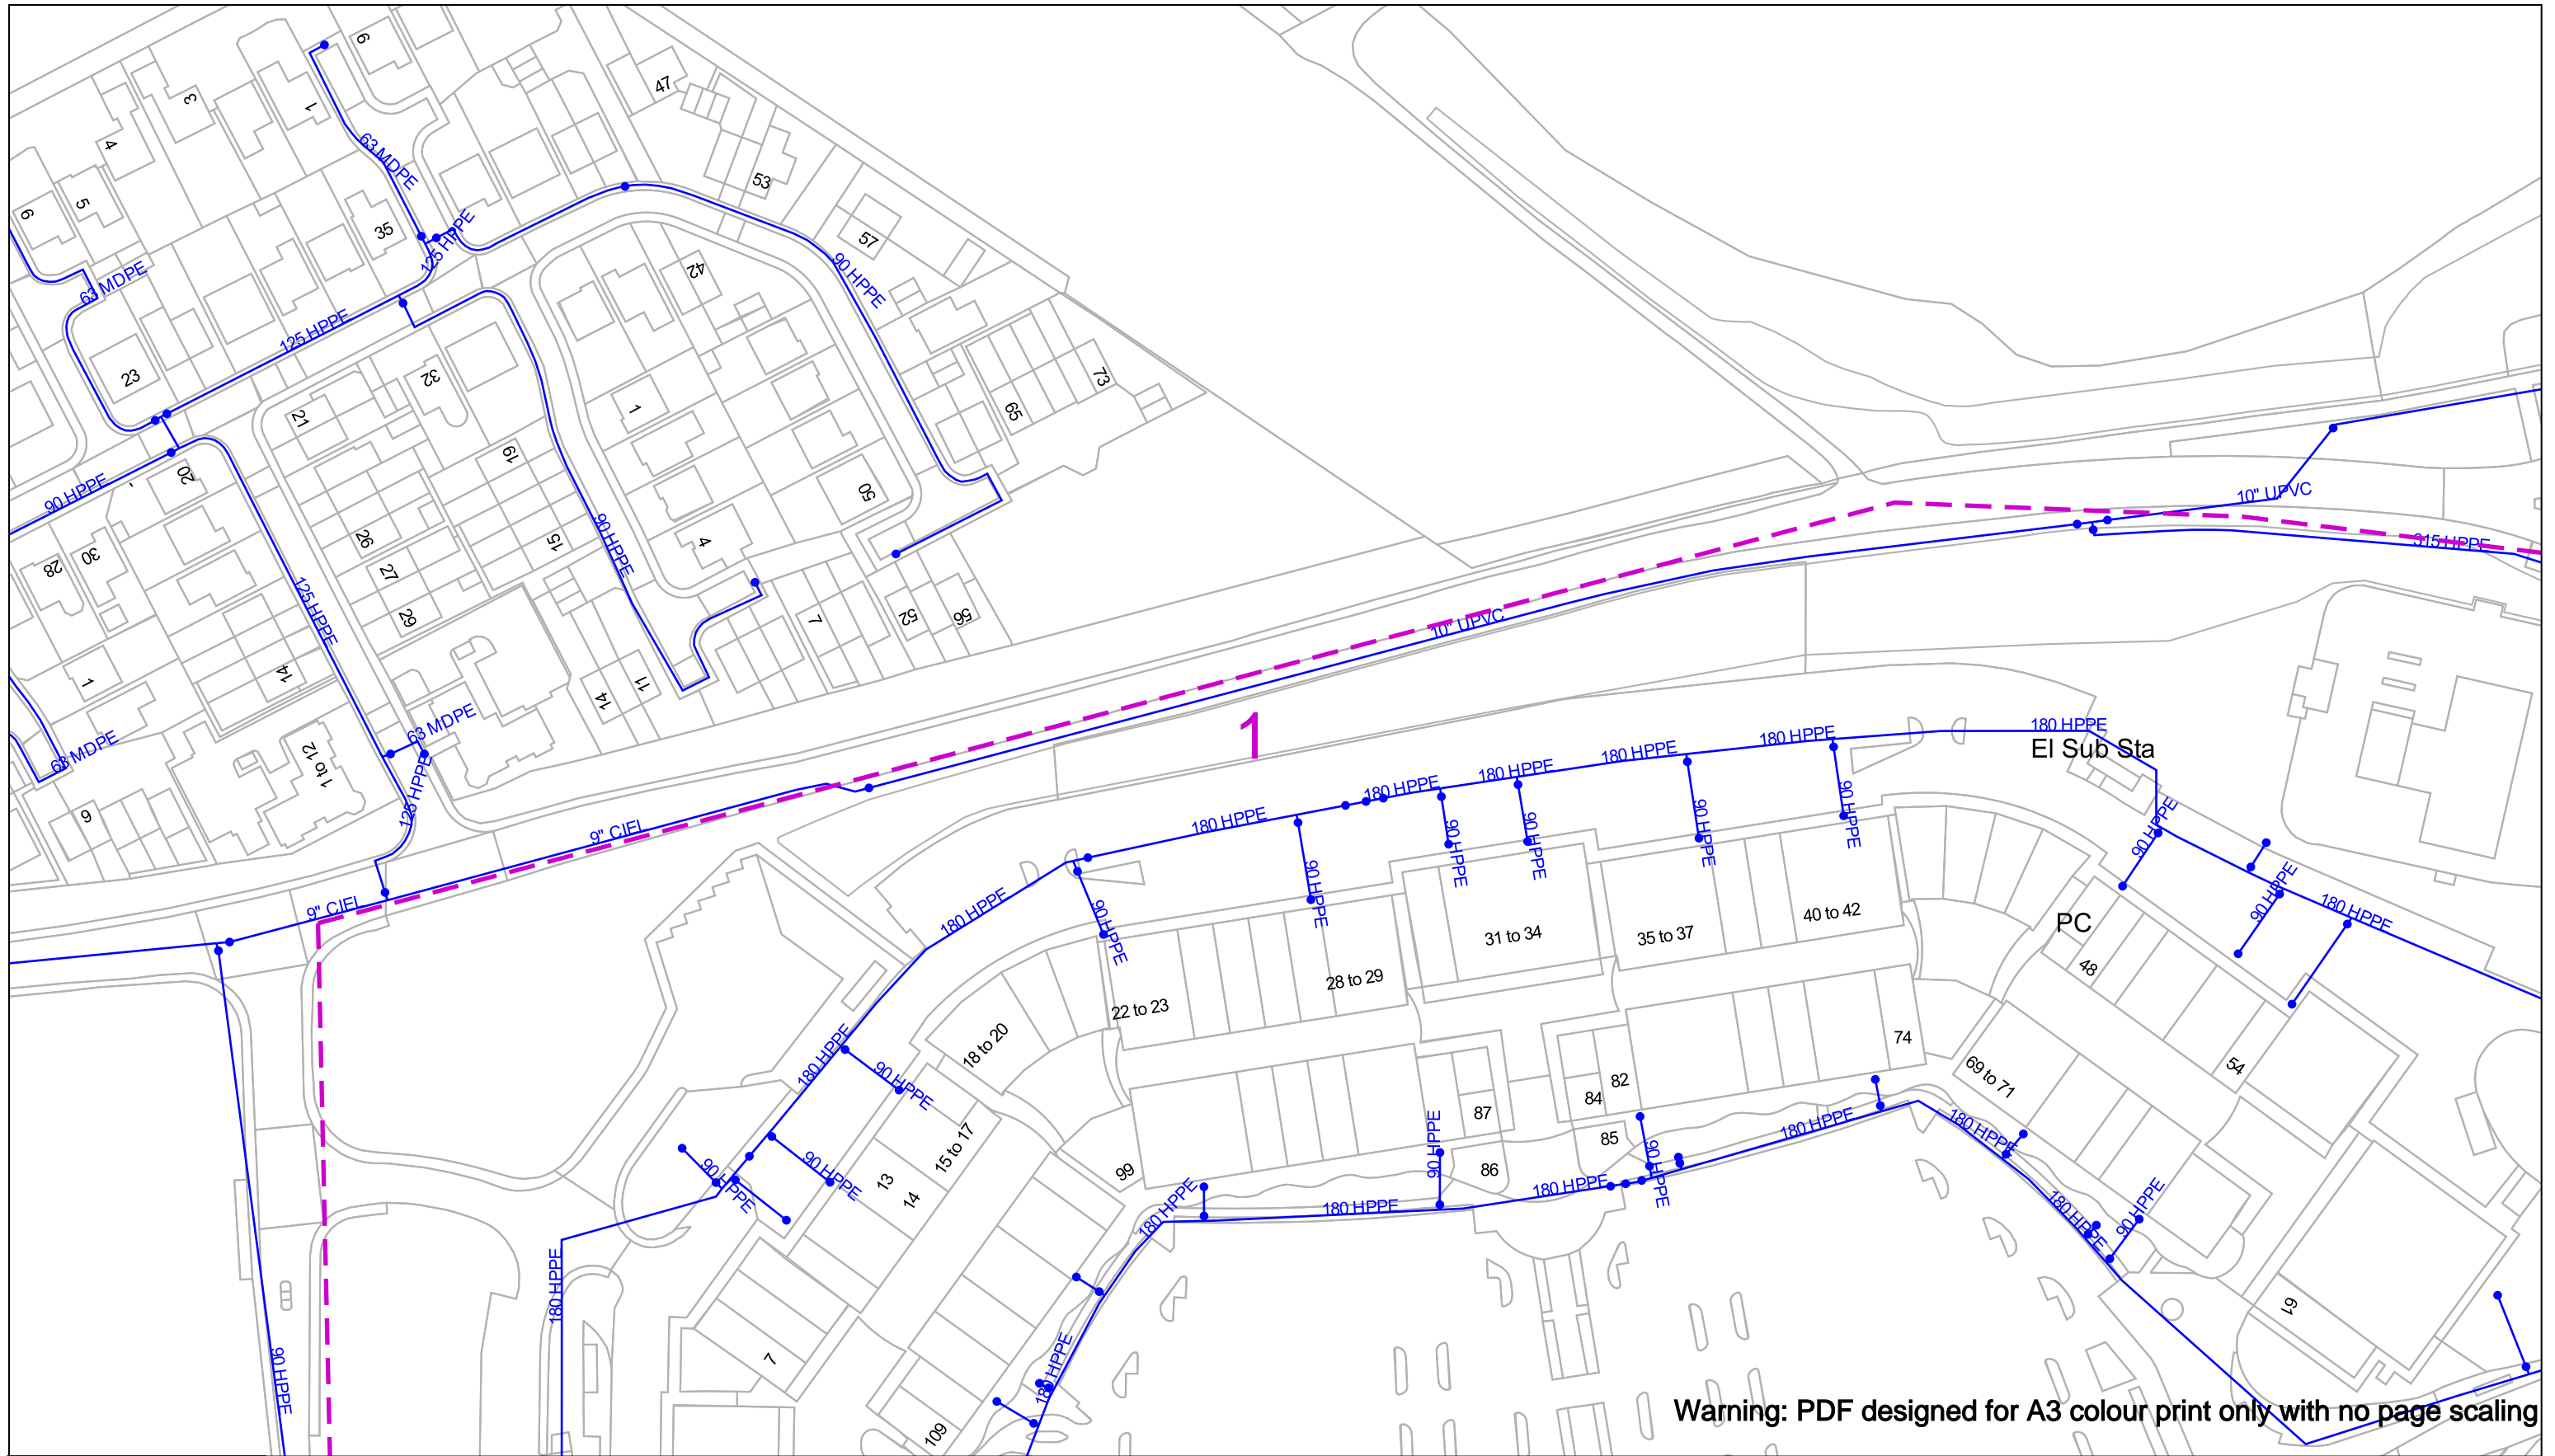 6
47
3
1
4
63 MDPE
53
5
6
35
125 HPPE
57
42
63 MDPE
90 HPPE
125 HPPE
23
32
73
1
65
21
19
20
90 HPPE
50
10" UPVC
26
15
90 HPPE
4
315 HPPE
30
28
27
125 HPPE
29
7
52
56
10" UPVC
14
1
11
14
63 MDPE
1
180 HPPE
63 MDPE
180 HPPE
El Sub Sta
1 to 12
180 HPPE
180 HPPE
180 HPPE
125 HPPE
90 HPPE
6
9" CIFL
180 HPPE
90 HPPE
90 HPPE
90 HPPE
90 HPPE
90 HPPE
9" CIFL
180 HPPE
90 HPPE
90 HPPE
180 HPPE
40 to 42
PC
31 to 34
35 to 37
48
28 to 29
22 to 23
18 to 20
74
180 HPPE
90 HPPE
69 to 71
54
82
84
87
180 HPPE
180 HPPE
15 to 17
85
90 HPPE
90 HPPE
90 HPPE
90 HPPE
99
86
13
14
180 HPPE
180 HPPE
180 HPPE
180 HPPE
90 HPPE
180 HPPE
61
7
180 HPPE
90 HPPE
109
Warning: PDF designed for A3 colour print only with no page scaling